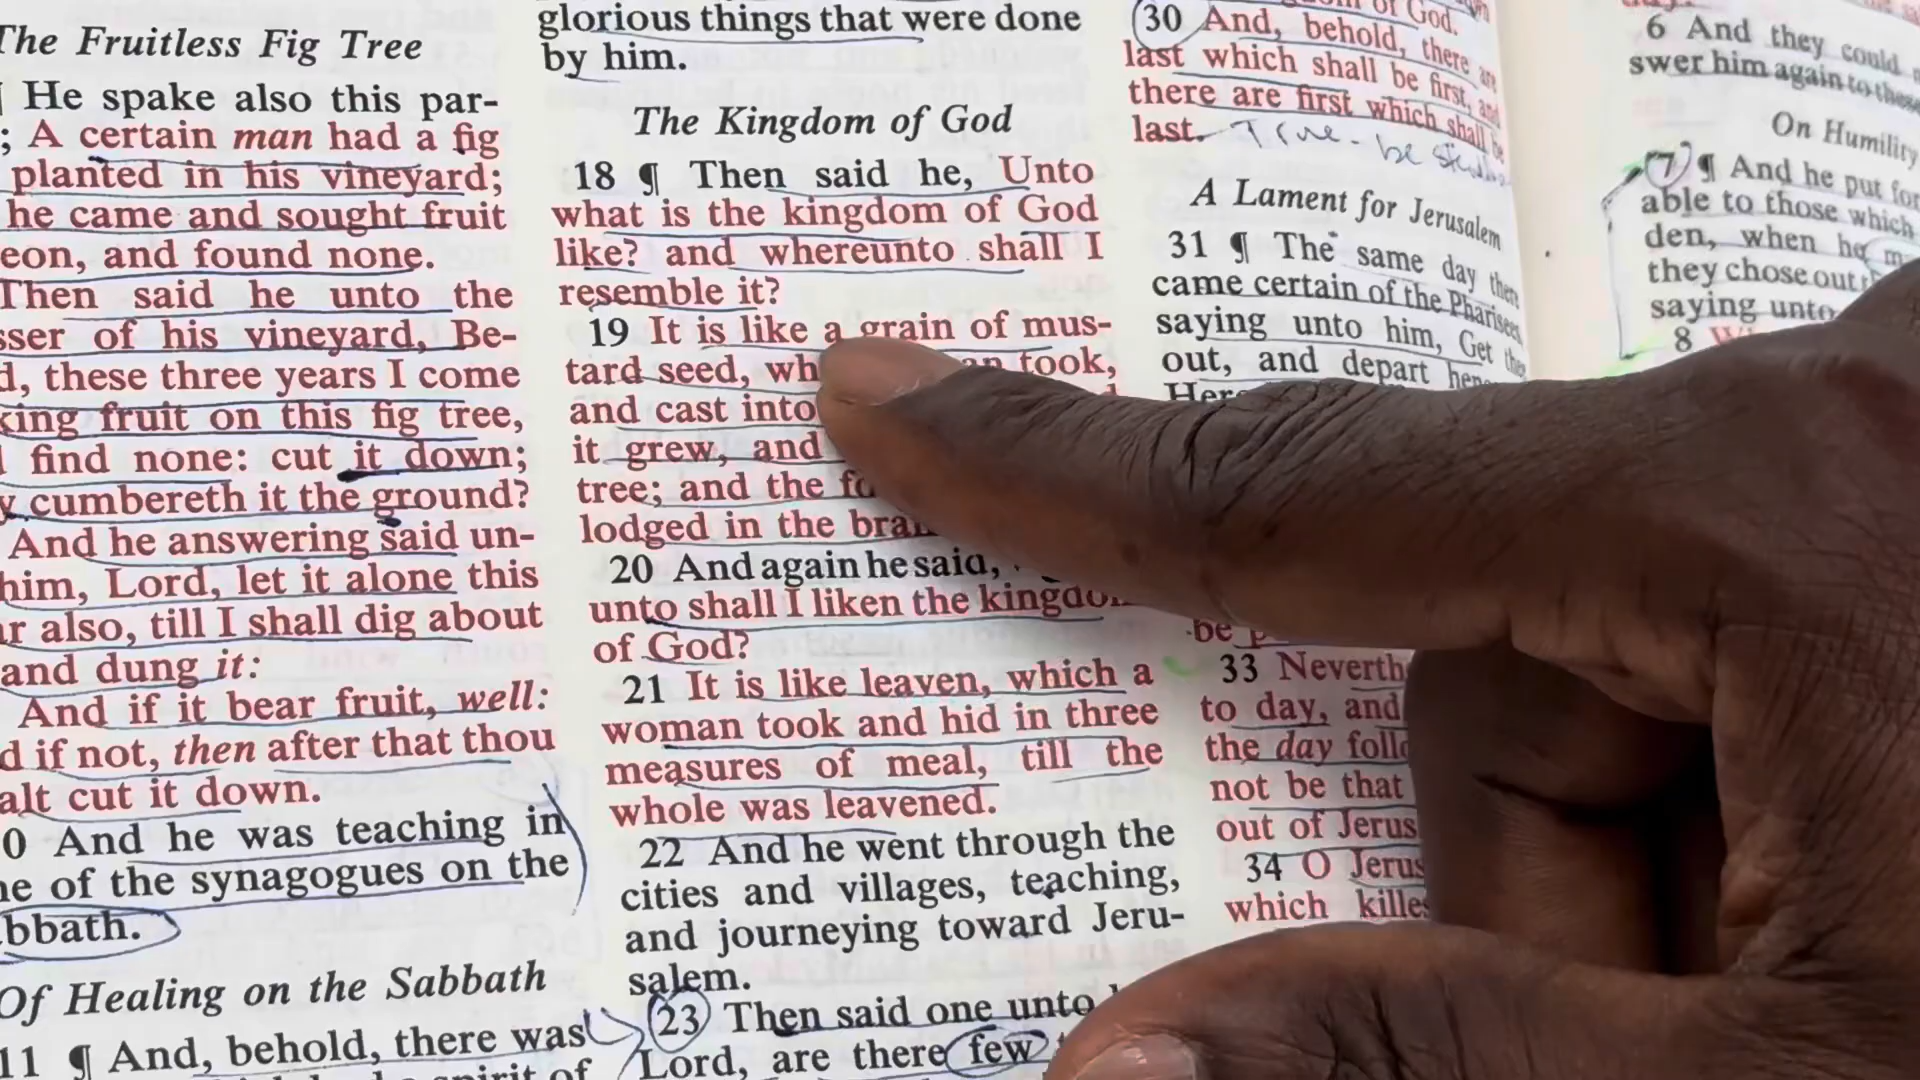 The Fruitless Fig Tree
He spake also this par-
; A certain man had a fig
planted in his vineyard;
he came and sought fruit
eon, and found none.
Then said he unto the
sser of his vineyard, Be-
d, these three years I come
king fruit on this fig tree,
find none: cut it down;
y cumbereth it the ground?
And he answering said un-
him, Lord, let it alone this
ar also, till I shall dig about
and dung it:
And if it bear fruit, well:
d if not, then after that thou
alt cut it down.
0 And he was teaching in
ne of the synagogues on the
bbath.
Of Healing on the Sabbath
11 ¶ And, behold, there was
spirit of
glorious things that were done
by him.
The Kingdom of God
18 ¶ Then said he, Unto
what is the kingdom of God
like? and whereunto shall I
resemble it?
19 It is like a grain of mus-
tard seed, wh took,
and cast into
it grew, and
tree; and the fo
lodged in the bra
20 And again he said,
unto shall I liken the kingdo
of God?
21 It is like leaven, which a
woman took and hid in three
measures of meal, till the
whole was leavened.
22 And he went through the
cities and villages, teaching,
and journeying toward Jeru-
salem.
23 Then said one unto
Lord, are there few
of God.
30 And, behold, there are
last which shall be first, and
there are first which shall be
last.
A Lament for Jerusalem
31 ¶ The same day there
came certain of the Pharisees,
saying unto him, Get thee
out, and depart hence
Hero
be p
33 Neverth
to day, and
the day follo
not be that
out of Jerus
34 O Jerus
which kille
6 And they could
swer him again to these
On Humility
7 ¶ And he put for
able to those which
den, when he m
they chose out
saying unto
8